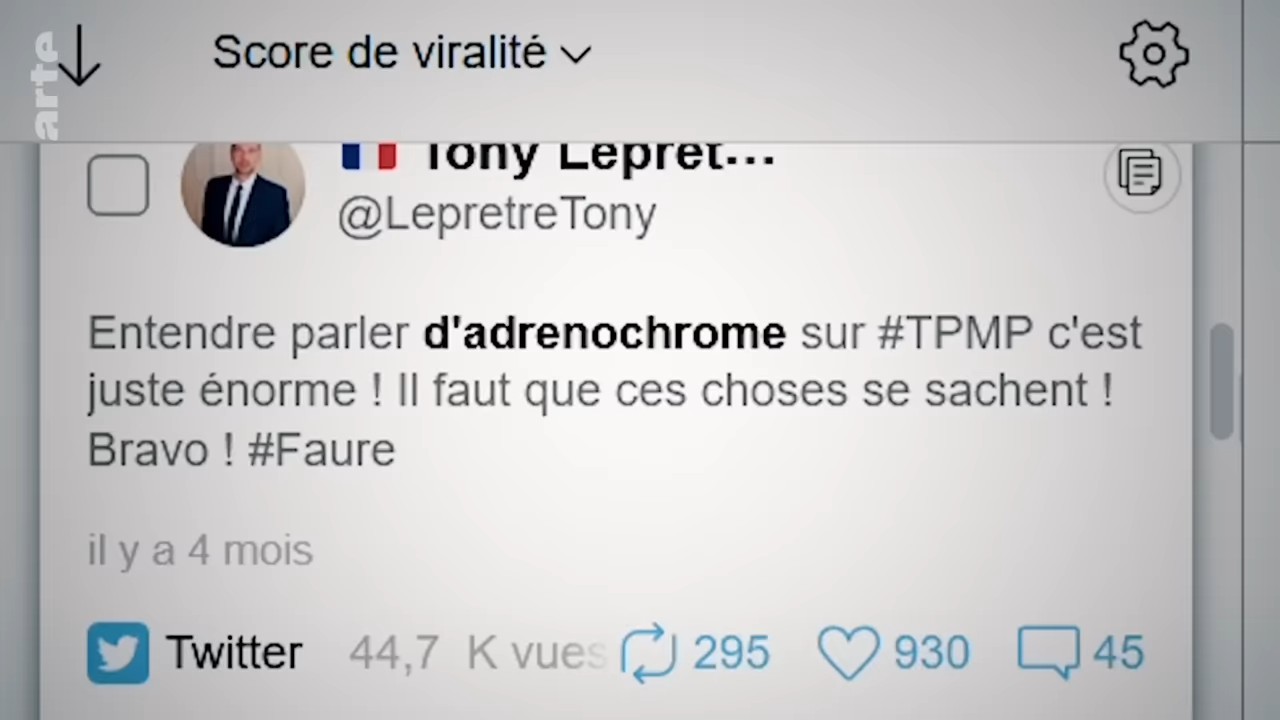 arte
Score de viralité
Tony Lepret...
@LepretreTony
Entendre parler d'adrenochrome sur #TPMP c'est
juste énorme ! Il faut que ces choses se sachent !
Bravo ! #Faure
il y a 4 mois
Twitter 44,7 K vues 295 930 45